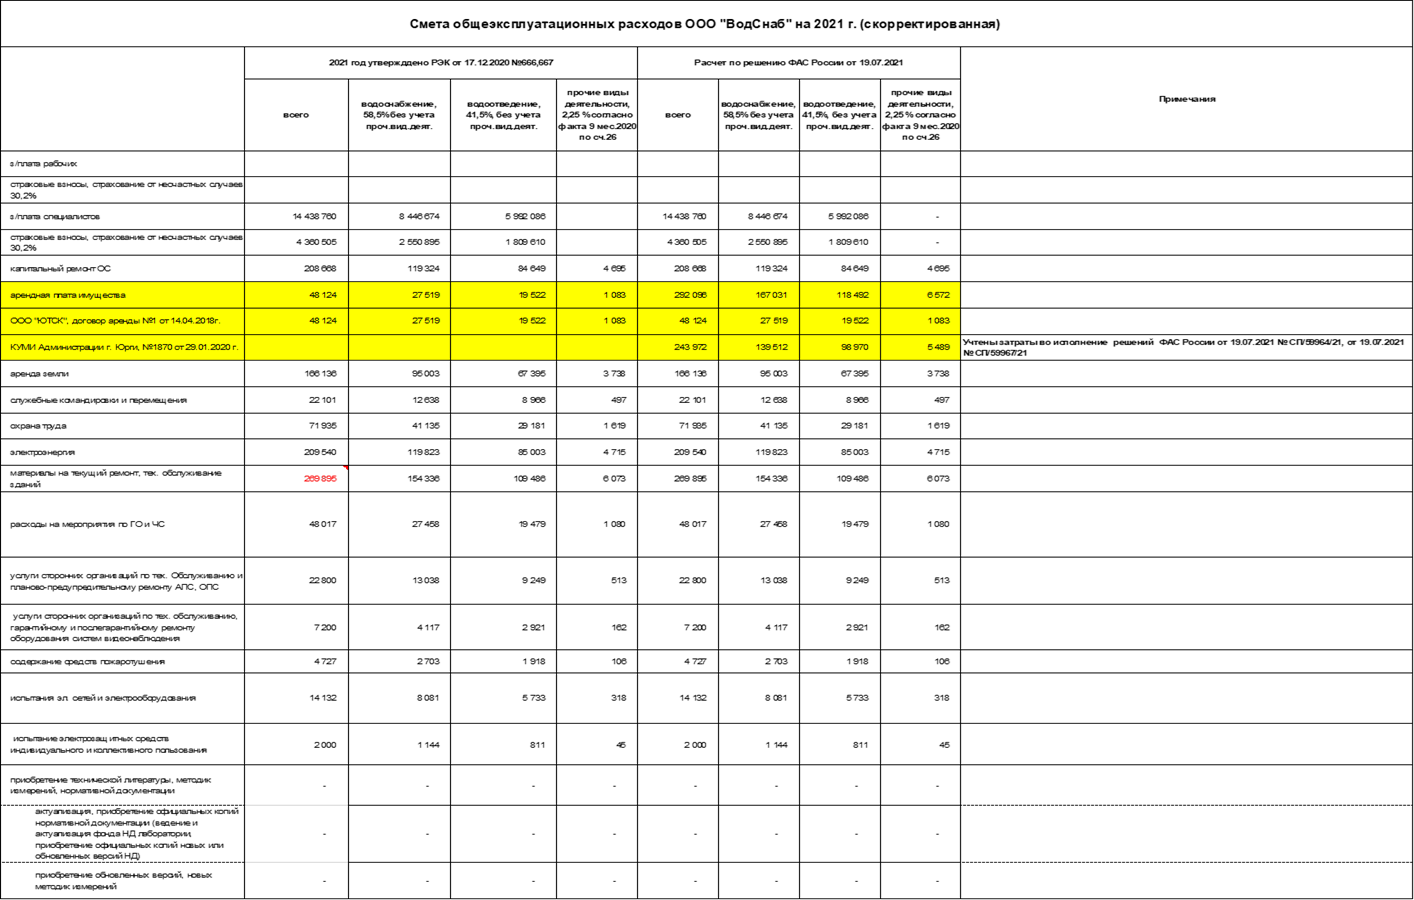 Смета общеэксплуатационных расходов ООО "ВодСнаб" на 2021 г. (скорректированная)
2021 год утверждено РЭК от 17.12.2020 №666,667
Расчет по решению ФАС России от 19.07.2021
Примечания
всего
водоснабжение, 58,5% без учета проч.вид.деят.
водоотведение, 41,5%, без учета проч.вид.деят.
прочие виды деятельности, 2,25 % согласно факта 9 мес.2020 по сч.26
всего
водоснабжение, 58,5% без учета проч.вид.деят.
водоотведение, 41,5%, без учета проч.вид.деят.
прочие виды деятельности, 2,25 % согласно факта 9 мес.2020 по сч.26
з/плата рабочих
страховые взносы, страхование от несчастных случаев
30,2%
з/плата специалистов 14 438 760 8 446 674 5 992 086 14 438 760 8 446 674 5 992 086 -
страховые взносы, страхование от несчастных случаев
30,2% 4 360 505 2 550 895 1 809 610 4 360 505 2 550 895 1 809 610 -
капитальный ремонт ОС 208 668 119 324 84 649 4 695 208 668 119 324 84 649 4 695
арендная плата имущества 48 124 27 519 19 522 1 083 292 096 167 031 118 492 6 572
ООО "ЮТСК", договор аренды №1 от 14.04.2018г. 48 124 27 519 19 522 1 083 48 124 27 519 19 522 1 083
КУМИ Администрации г. Юрги, №1870 от 29.01.2020 г. 243 972 139 512 98 970 5 489 Учтены затраты во исполнение решений ФАС России от 19.07.2021 № СП/59964/21, от 19.07.2021
№ СП/59967/21
аренда земли 166 136 95 003 67 395 3 738 166 136 95 003 67 395 3 738
служебные командировки и перемещения 22 101 12 638 8 966 497 22 101 12 638 8 966 497
охрана труда 71 935 41 135 29 181 1 619 71 935 41 135 29 181 1 619
электроэнергия 209 540 119 823 85 003 4 715 209 540 119 823 85 003 4 715
материалы на текущий ремонт, тех. обслуживание
зданий 269 895 154 336 109 486 6 073 269 895 154 336 109 486 6 073
расходы на мероприятия по ГО и ЧС 48 017 27 458 19 479 1 080 48 017 27 458 19 479 1 080
услуги сторонних организаций по тех. Обслуживанию и
планово-предупредительному ремонту АПС, ОПС 22 800 13 038 9 249 513 22 800 13 038 9 249 513
услуги сторонних организаций по тех. обслуживанию,
гарантийному и послегарантийному ремонту
оборудования систем видеонаблюдения 7 200 4 117 2 921 162 7 200 4 117 2 921 162
содержание средств пожаротушения 4 727 2 703 1 918 106 4 727 2 703 1 918 106
испытания эл. сетей и электрооборудования 14 132 8 081 5 733 318 14 132 8 081 5 733 318
испытание электрозащитных средств
индивидуального и коллективного пользования 2 000 1 144 811 45 2 000 1 144 811 45
приобретение технической литературы, методик
измерений, нормативной документации - - - - - - - -
актуализация, приобретение официальных копий
нормативной документации (ведение и
актуализация фонда НД лаборатории,
приобретение официальных копий новых или
обновленных версий НД) - - - - - - - -
приобретение обновленных версий, новых
методик измерений - - - - - - - -